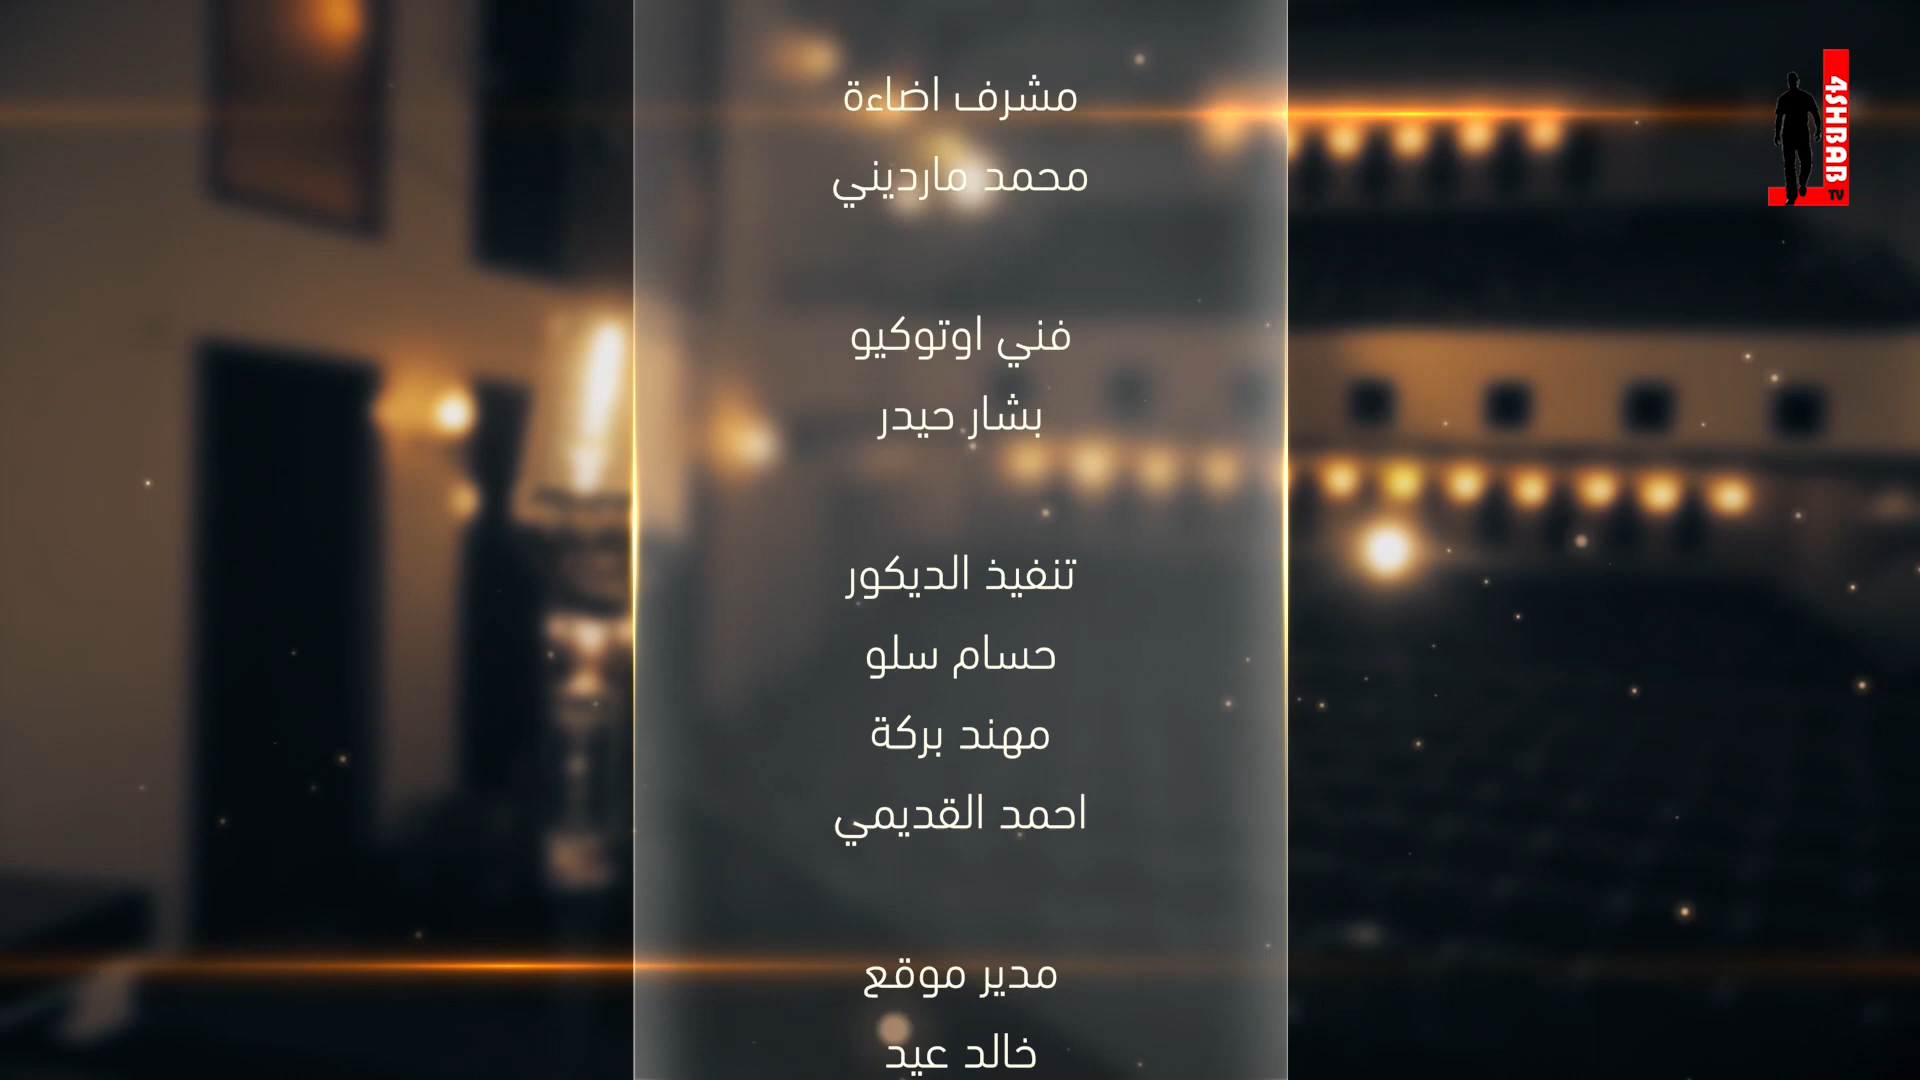 مشرف اضاءة
محمد مارديني
فني اوتوكيو
بشار حيدر
تنفيذ الديكور
حسام سلو
مهند بركة
احمد القديمي
مدير موقع
خالد عيد
4SHBAB
TV